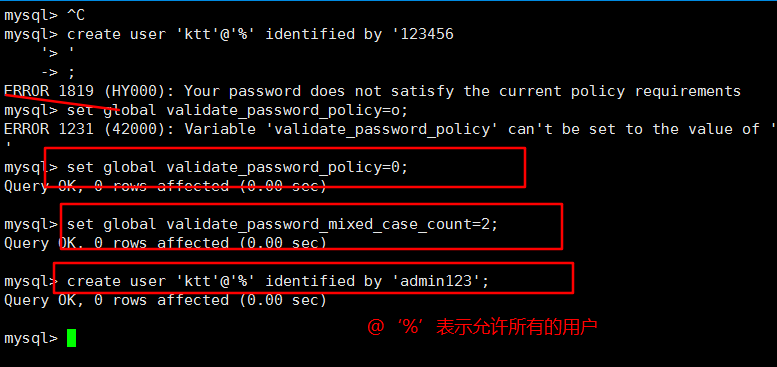 mysql> ^C
mysql> create user 'ktt'@'%' identified by '123456
'> '
-> ;
ERROR 1819 (HY000): Your password does not satisfy the current policy requirements
mysql> set global validate_password_policy=o;
ERROR 1231 (42000): Variable 'validate_password_policy' can't be set to the value of '
'
mysql> set global validate_password_policy=0;
Query OK, 0 rows affected (0.00 sec)
mysql> set global validate_password_mixed_case_count=2;
Query OK, 0 rows affected (0.00 sec)
mysql> create user 'ktt'@'%' identified by 'admin123';
Query OK, 0 rows affected (0.00 sec)
@‘%’表示允许所有的用户
mysql>